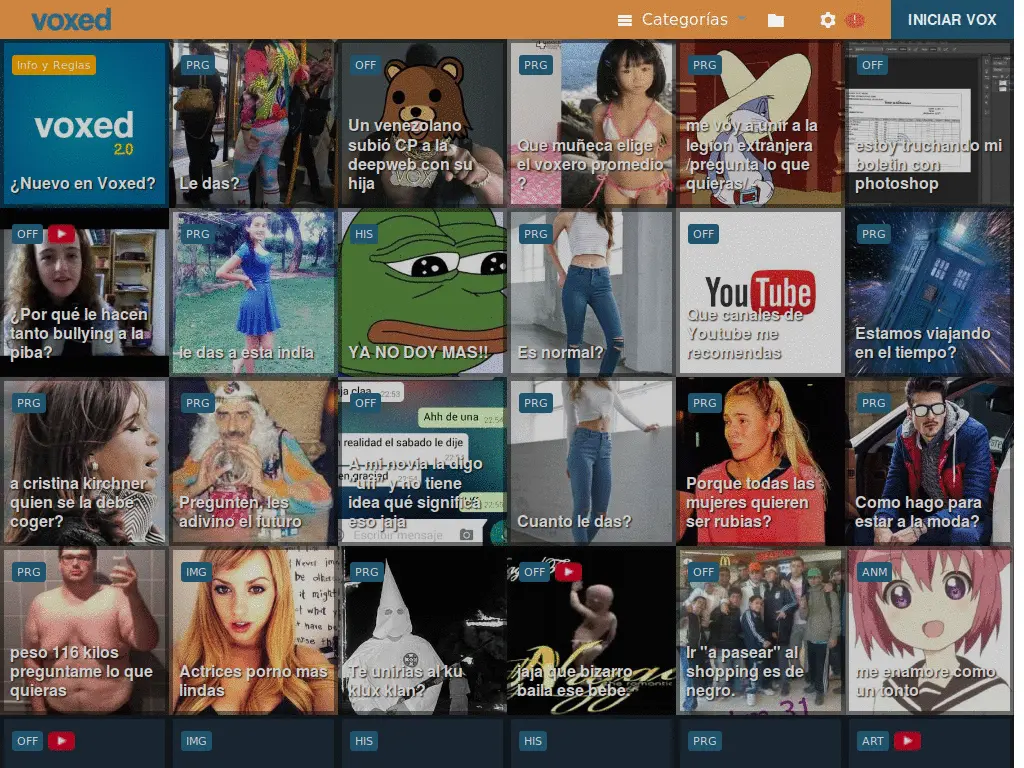 voxed
Categorías
INICIAR VOX
Info y Reglas
voxed
2.0
¿Nuevo en Voxed?
PRG
Le das?
OFF
Un venezolano
subió CP a la
deepweb con su
hija
PRG
Que muñeca elige
el voxero promedio
?
PRG
me voy a unir a la
legion extranjera
/pregunta lo que
quieras/
OFF
estoy truchando mi
boletin con
photoshop
OFF
¿Por qué le hacen
tanto bullying a la
piba?
PRG
le das a esta india
HIS
YA NO DOY MAS!!
PRG
Es normal?
OFF
YouTube
Que canales de
Youtube me
recomendas
PRG
Estamos viajando
en el tiempo?
PRG
a cristina kirchner
quien se la debe
coger?
PRG
Pregunten, les
adivino el futuro
OFF
ja claa
22:53
Ahh de una
22:54
realidad el sabado le dije
A mi novia la digo
y no tiene
idea qué significa
eso jaja
Escribir mensaje
PRG
Cuanto le das?
PRG
Porque todas las
mujeres quieren
ser rubias?
PRG
Como hago para
estar a la moda?
PRG
peso 116 kilos
preguntame lo que
quieras
IMG
Actrices porno mas
lindas
PRG
Te unirias al ku
klux klan?
OFF
jaja que bizarro
baila ese bebe.
OFF
Ir "a pasear" al
shopping es de
negro.
31
ANM
me enamore como
un tonto
OFF
IMG
HIS
HIS
PRG
ART